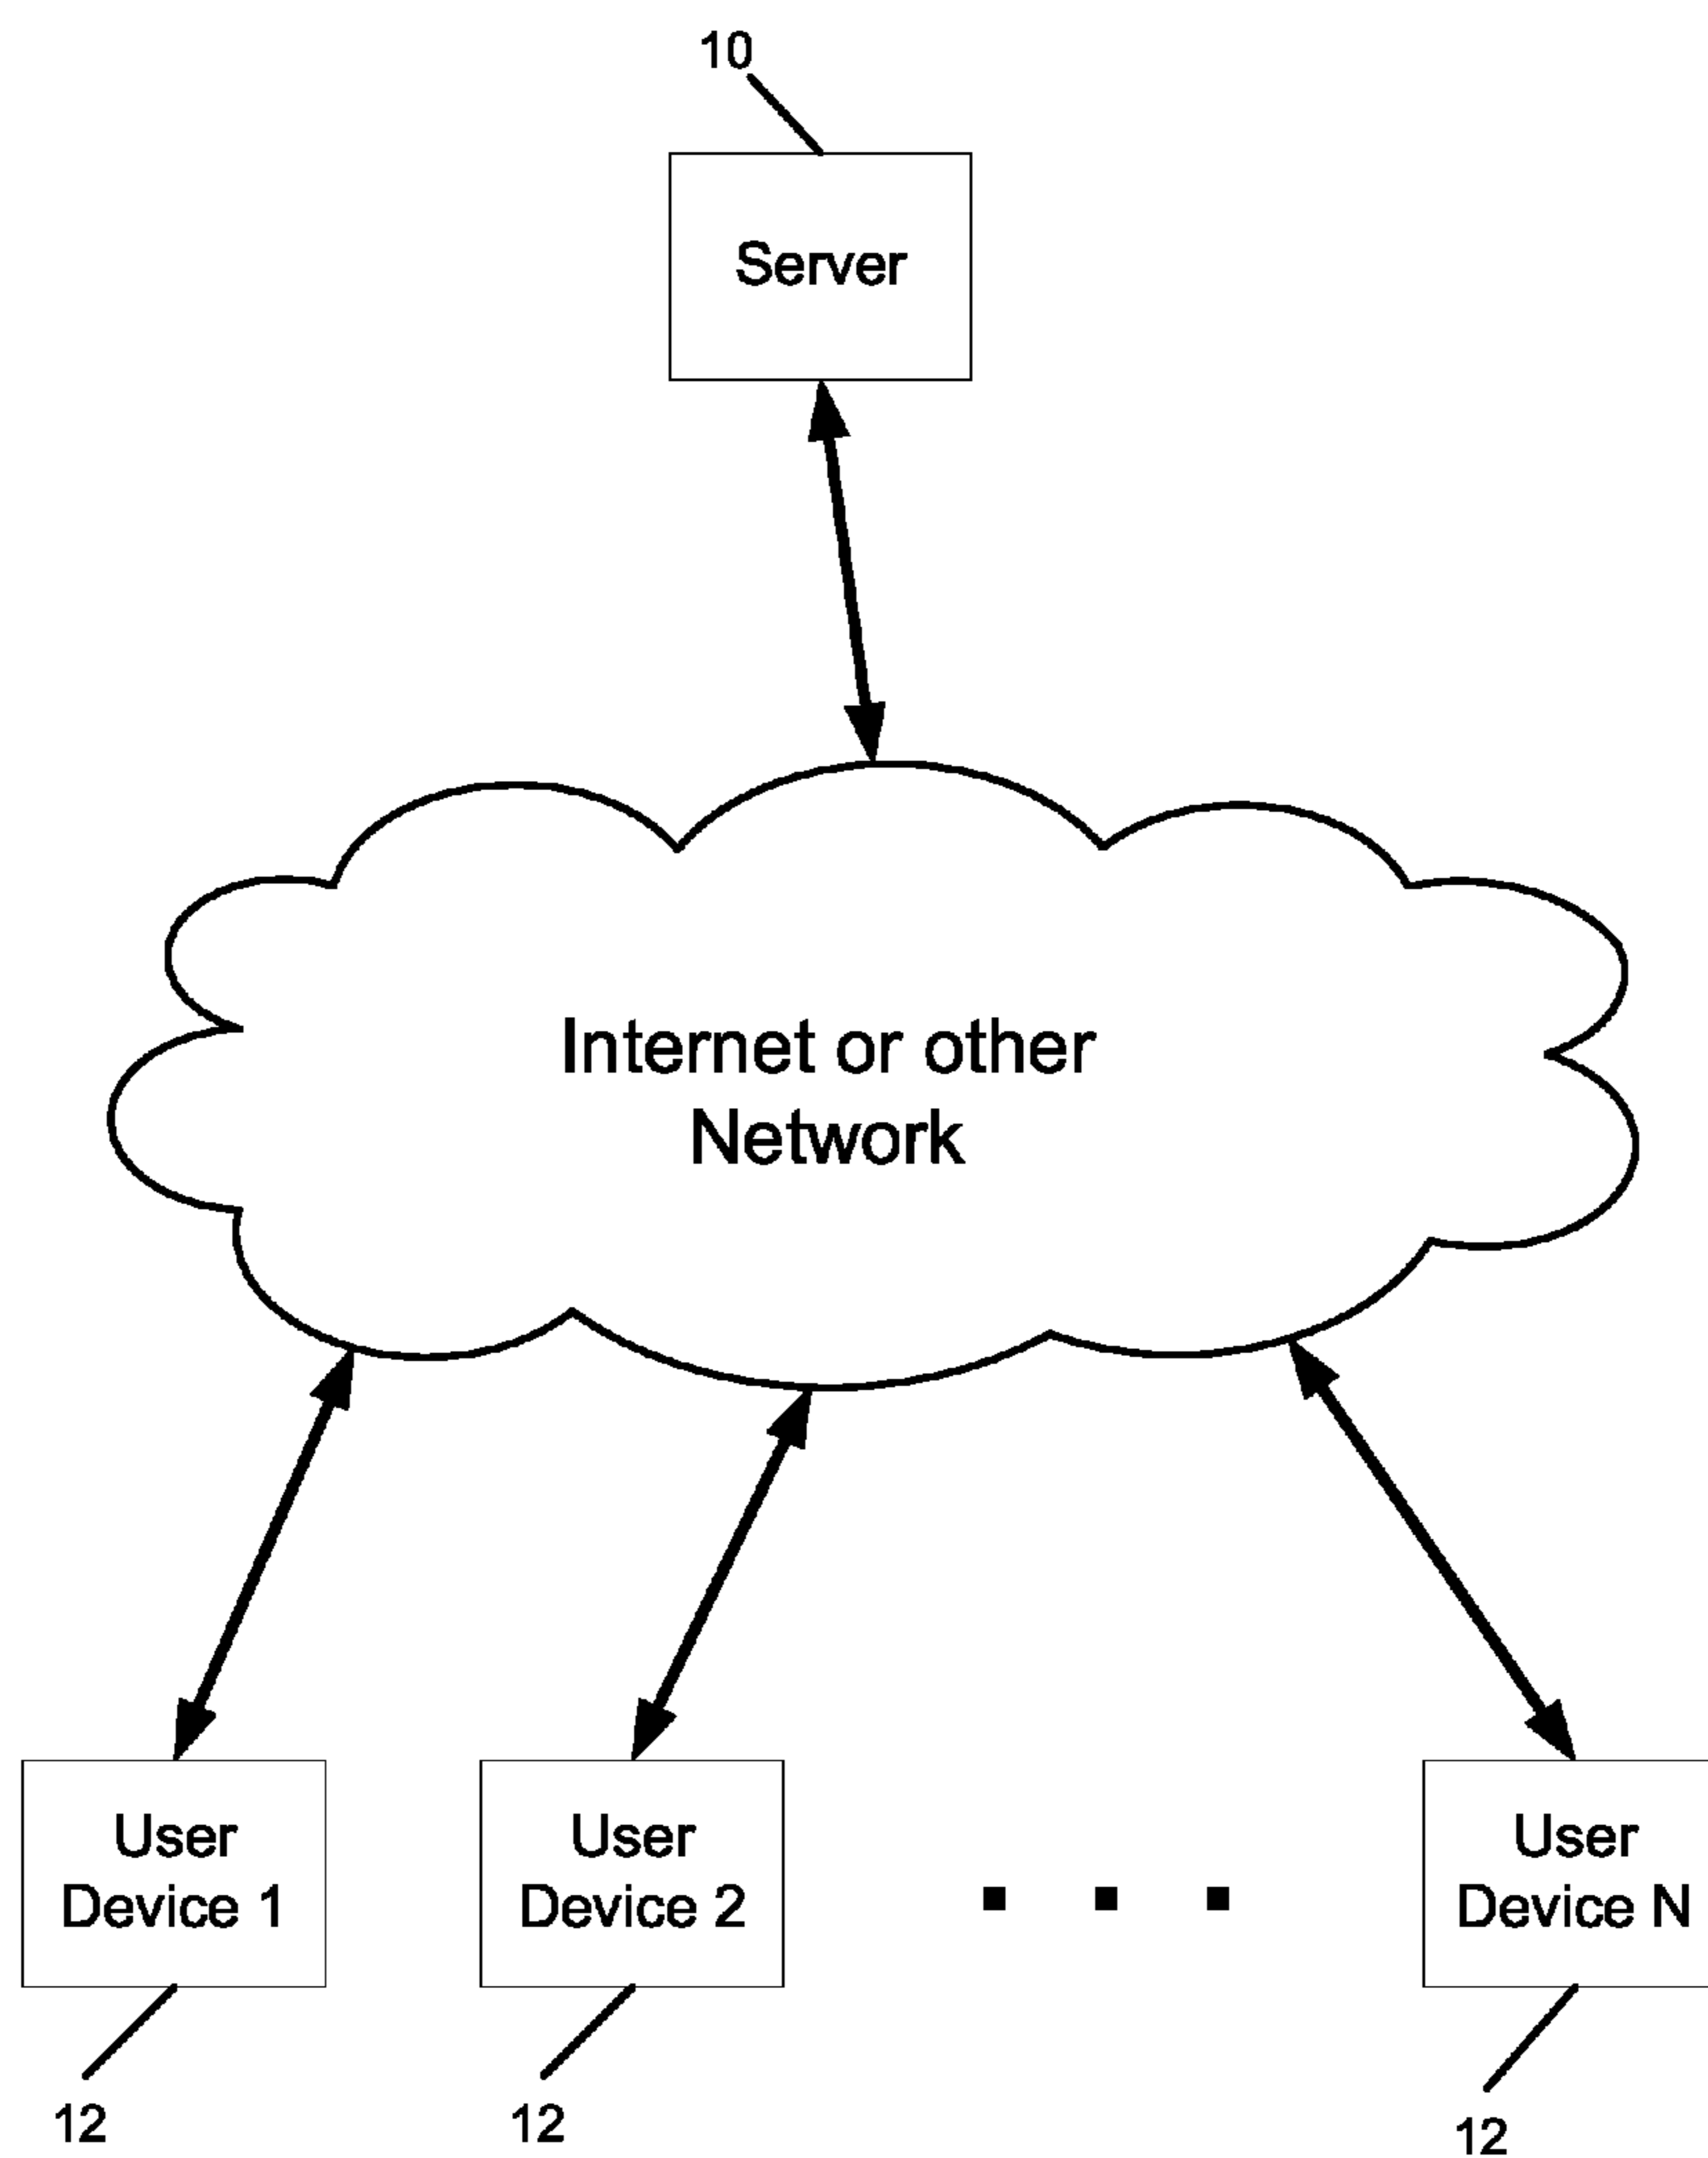 10
Server
Internet or other
Network
User
Device 1
User
Device 2
User
Device N
12
12
12